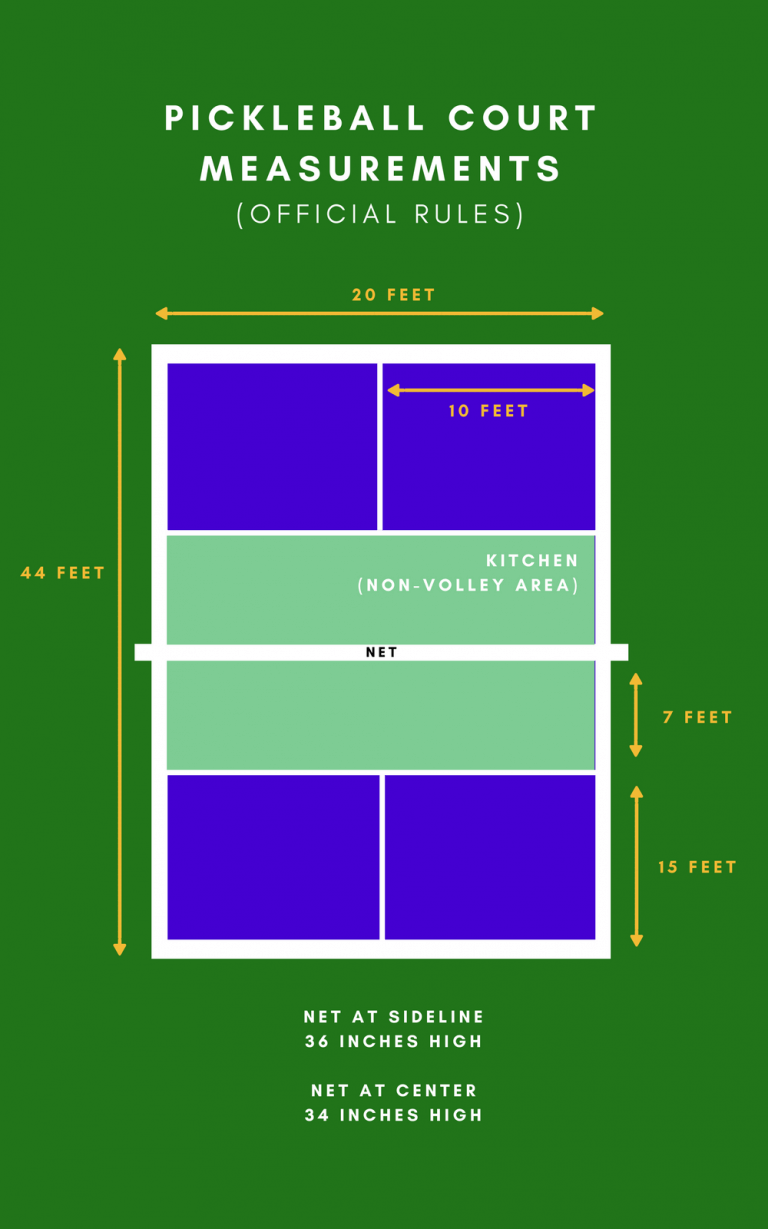 PICKLEBALL COURT
MEASUREMENTS
(OFFICIAL RULES)
20 FEET
10 FEET
KITCHEN
(NON-VOLLEY AREA)
44 FEET
NET
7 FEET
15 FEET
NET AT SIDELINE
36 INCHES HIGH
NET AT CENTER
34 INCHES HIGH